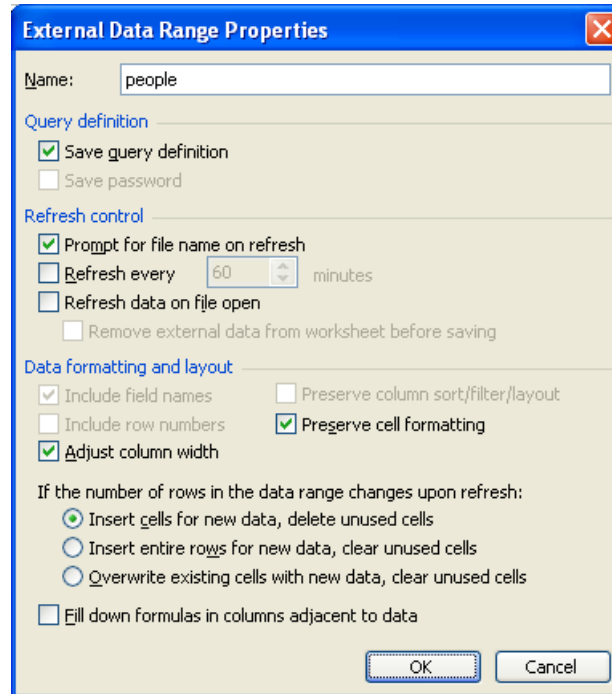 External Data Range Properties
Name: people
Query definition
Save query definition
Save password
Refresh control
Prompt for file name on refresh
Refresh every 60 minutes
Refresh data on file open
Remove external data from worksheet before saving
Data formatting and layout
Include field names Preserve column sort/filter/layout
Include row numbers Preserve cell formatting
Adjust column width
If the number of rows in the data range changes upon refresh:
Insert cells for new data, delete unused cells
Insert entire rows for new data, clear unused cells
Overwrite existing cells with new data, clear unused cells
Fill down formulas in columns adjacent to data
OK Cancel